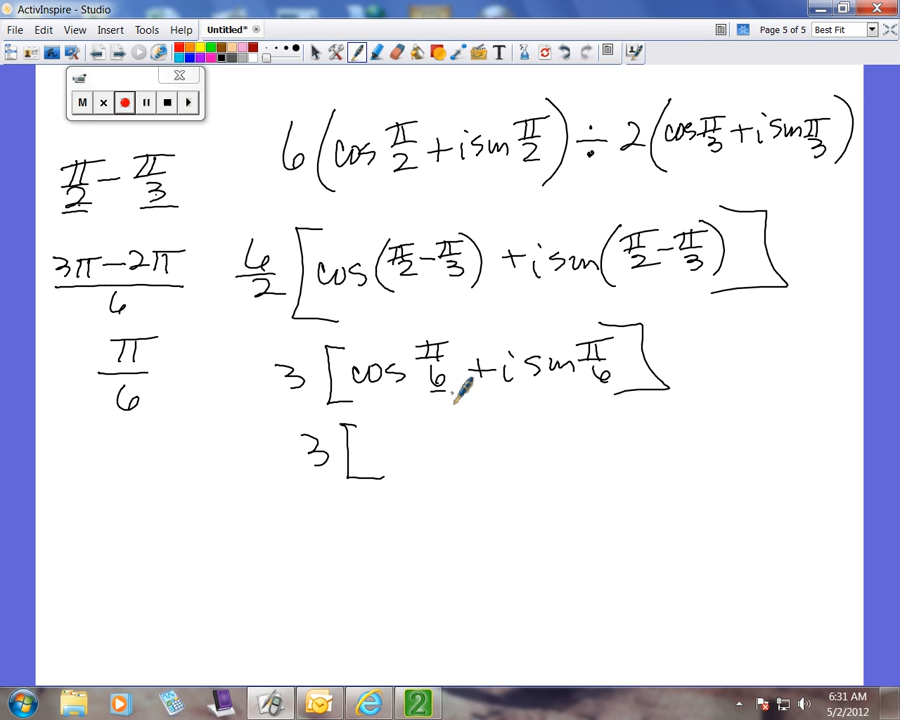 ActivInspire - Studio
File Edit View Insert Tools Help Untitled* Page 5 of 5 Best Fit
M
6(cos π/2 + i sin π/2) ÷ 2(cos π/3 + i sin π/3)
π/2 − π/3
6/2 [cos(π/2 − π/3) + i sin(π/2 − π/3)]
3π − 2π / 6
3 [cos π/6 + i sin π/6]
π/6
3 [
6:31 AM
5/2/2012